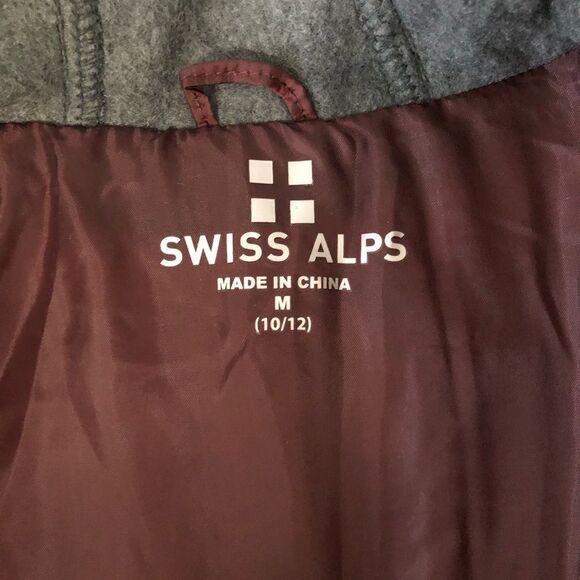 SWISS ALPS
MADE IN CHINA
M
(10/12)